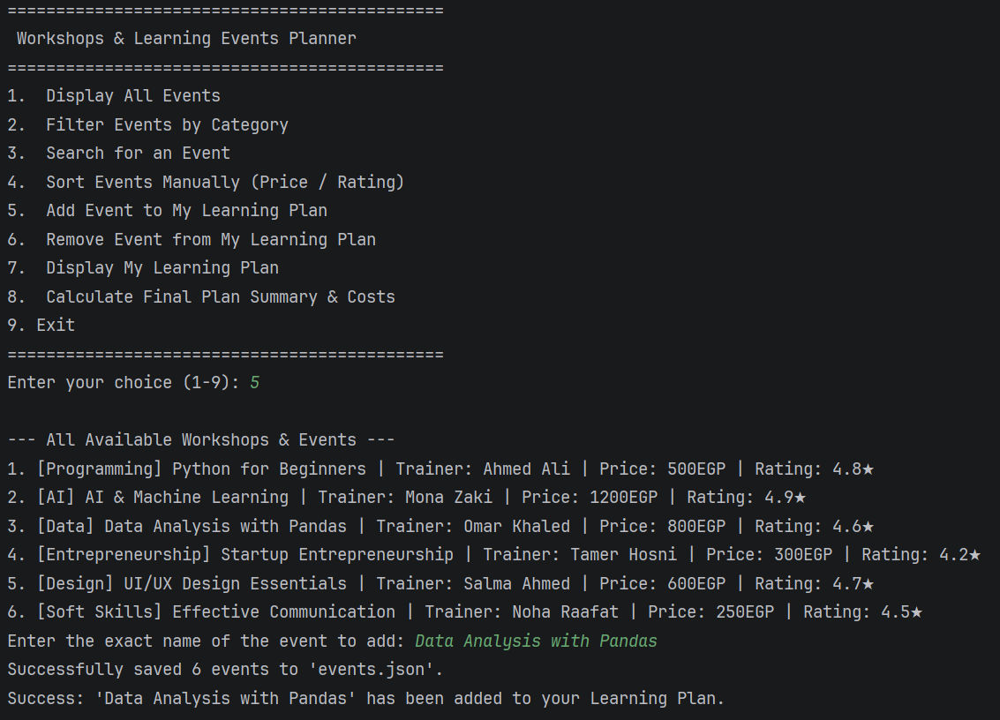 =============================================
Workshops & Learning Events Planner
=============================================
1.  Display All Events
2.  Filter Events by Category
3.  Search for an Event
4.  Sort Events Manually (Price / Rating)
5.  Add Event to My Learning Plan
6.  Remove Event from My Learning Plan
7.  Display My Learning Plan
8.  Calculate Final Plan Summary & Costs
9. Exit
=============================================
Enter your choice (1-9): 5
--- All Available Workshops & Events ---
1. [Programming] Python for Beginners | Trainer: Ahmed Ali | Price: 500EGP | Rating: 4.8★
2. [AI] AI & Machine Learning | Trainer: Mona Zaki | Price: 1200EGP | Rating: 4.9★
3. [Data] Data Analysis with Pandas | Trainer: Omar Khaled | Price: 800EGP | Rating: 4.6★
4. [Entrepreneurship] Startup Entrepreneurship | Trainer: Tamer Hosni | Price: 300EGP | Rating: 4.2★
5. [Design] UI/UX Design Essentials | Trainer: Salma Ahmed | Price: 600EGP | Rating: 4.7★
6. [Soft Skills] Effective Communication | Trainer: Noha Raafat | Price: 250EGP | Rating: 4.5★
Enter the exact name of the event to add: Data Analysis with Pandas
Successfully saved 6 events to 'events.json'.
Success: 'Data Analysis with Pandas' has been added to your Learning Plan.